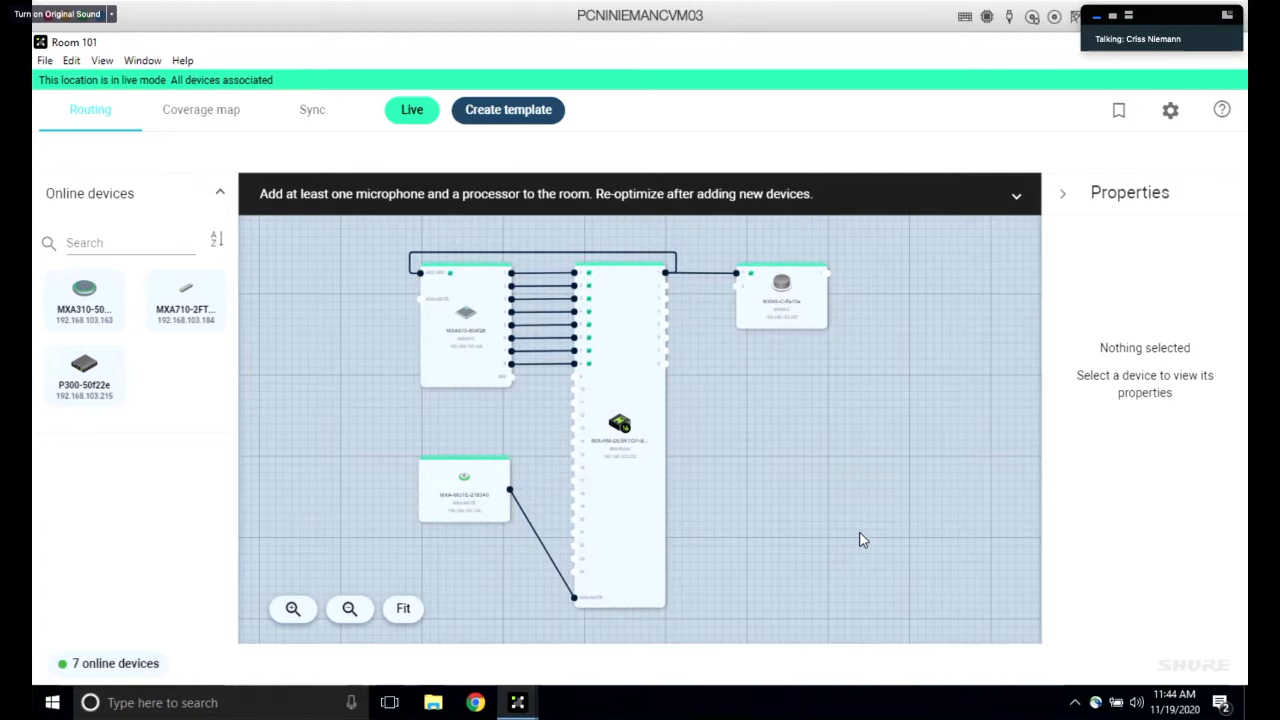 Turn on Original Sound
PCNINIEMANCVM03
Talking: Criss Niemann
Room 101
File Edit View Window Help
This location is in live mode All devices associated
Routing Coverage map Sync Live Create template
Online devices
Search
MXA310-50...
192.168.103.163
MXA710-2FT...
192.168.103.184
P300-50f22e
192.168.103.215
7 online devices
Add at least one microphone and a processor to the room. Re-optimize after adding new devices.
MXA-MUTE
Fit
Properties
Nothing selected
Select a device to view its
properties
SHURE
Type here to search
11:44 AM
11/19/2020
2